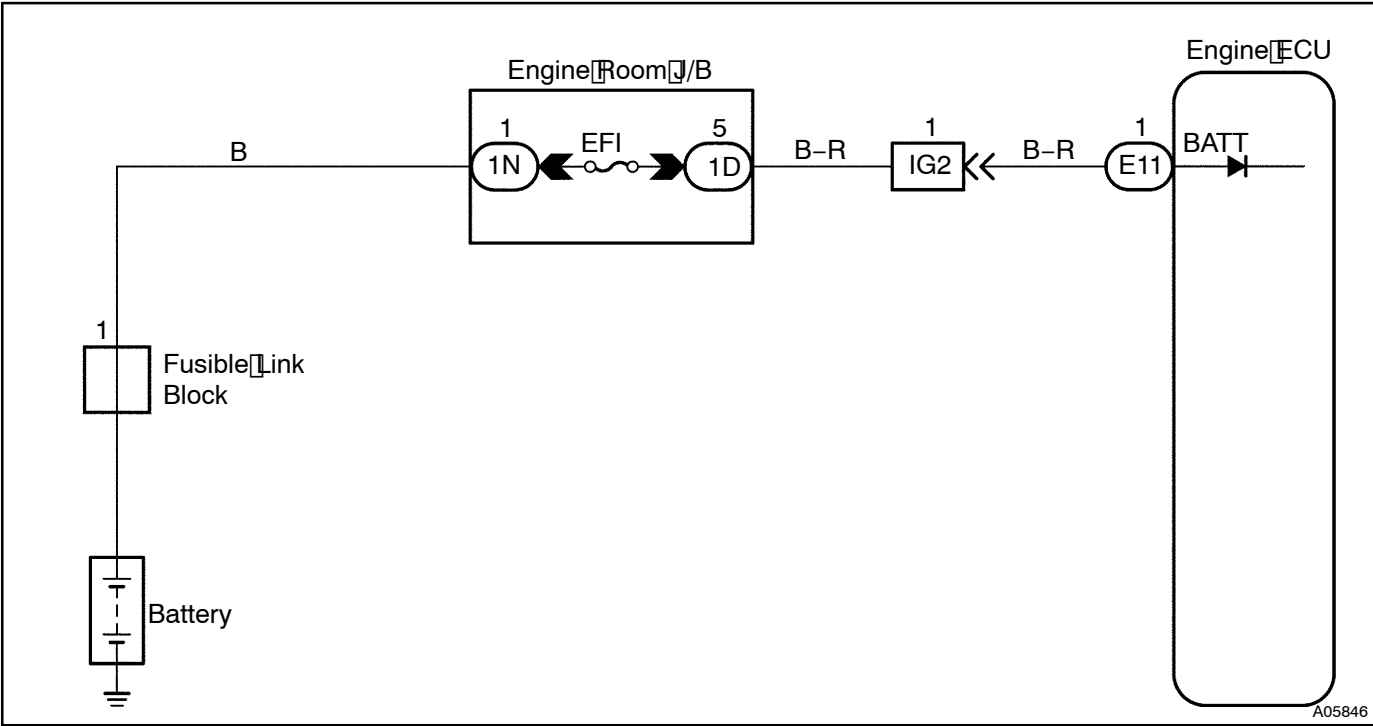 Engine ECU
Engine Room J/B
1
EFI
5
1
1
B
1N
1D
B–R
IG2
B–R
E11
BATT
1
Fusible Link
Block
Battery
A05846